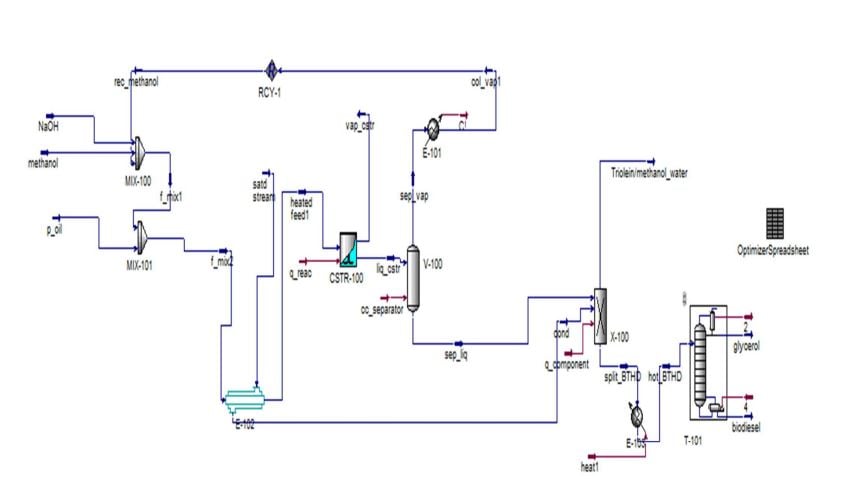 rec_methanol
RCY-1
col_vap1
NaOH
methanol
MIX-100
f_mix1
p_oil
MIX-101
f_mix2
satd
stream
heated
feed1
vap_cstr
q_reac
CSTR-100
liq_cstr
E-101
sep_vap
V-100
cc_separator
sep_liq
E-102
Triolein/methanol_water
cond
X-100
q_component
split_BTHD
hot_BTHD
heat1
T-101
2
glycerol
4
biodiesel
OptimizerSpreadsheet